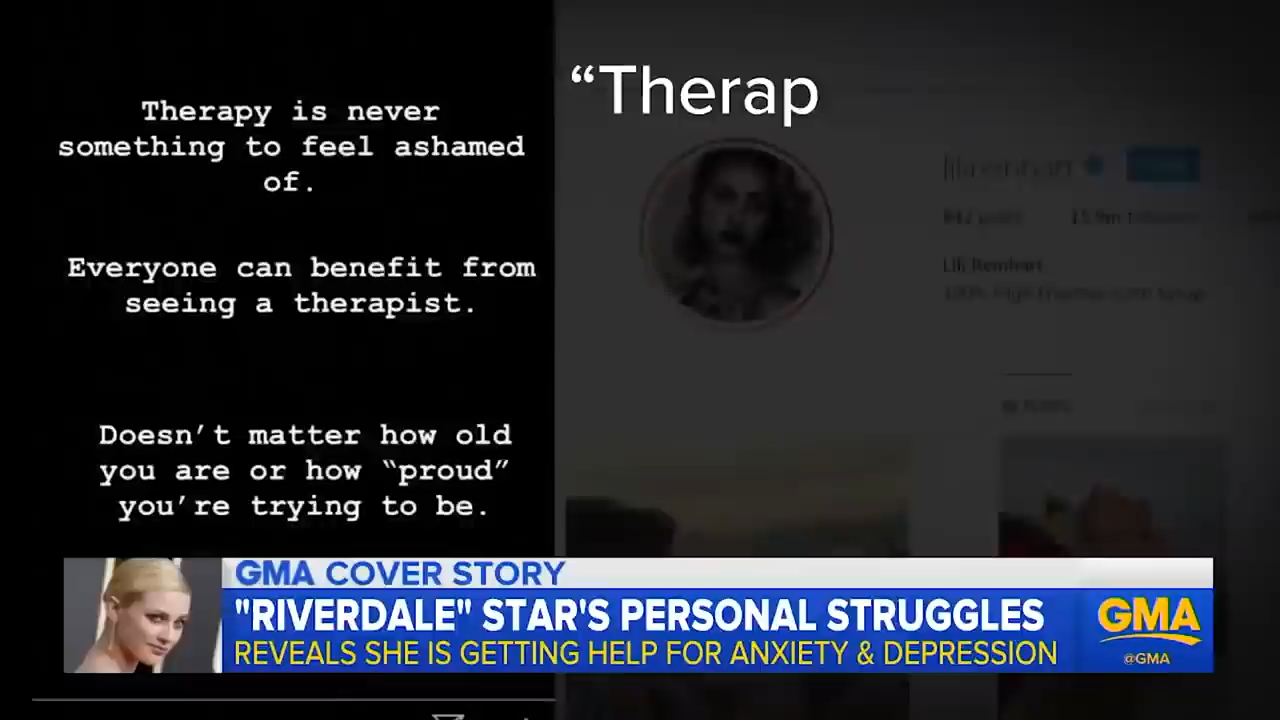 Therapy is never
something to feel ashamed
of.
Everyone can benefit from
seeing a therapist.
Doesn't matter how old
you are or how “proud”
you're trying to be.
“Therap
Lili Reinhart
GMA COVER STORY
"RIVERDALE" STAR'S PERSONAL STRUGGLES
REVEALS SHE IS GETTING HELP FOR ANXIETY & DEPRESSION
GMA
@GMA